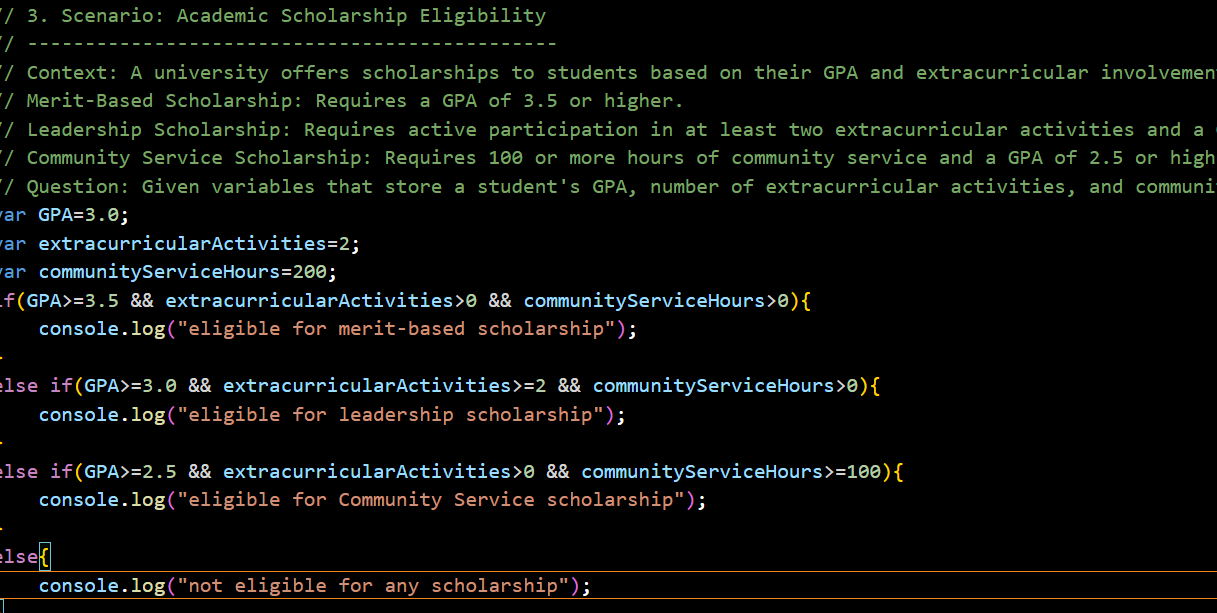 // 3. Scenario: Academic Scholarship Eligibility
// ----------------------------------------------
// Context: A university offers scholarships to students based on their GPA and extracurricular
// Merit-Based Scholarship: Requires a GPA of 3.5 or higher.
// Leadership Scholarship: Requires active participation in at least two extracurricular activities and a
// Community Service Scholarship: Requires 100 or more hours of community service and a GPA of 2.5 or
// Question: Given variables that store a student's GPA, number of extracurricular activities, and
var GPA=3.0;
var extracurricularActivities=2;
var communityServiceHours=200;
if(GPA>=3.5 && extracurricularActivities>0 && communityServiceHours>0){
console.log("eligible for merit-based scholarship");
else if(GPA>=3.0 && extracurricularActivities>=2 && communityServiceHours>0){
console.log("eligible for leadership scholarship");
else if(GPA>=2.5 && extracurricularActivities>0 && communityServiceHours>=100){
console.log("eligible for Community Service scholarship");
else{
console.log("not eligible for any scholarship");